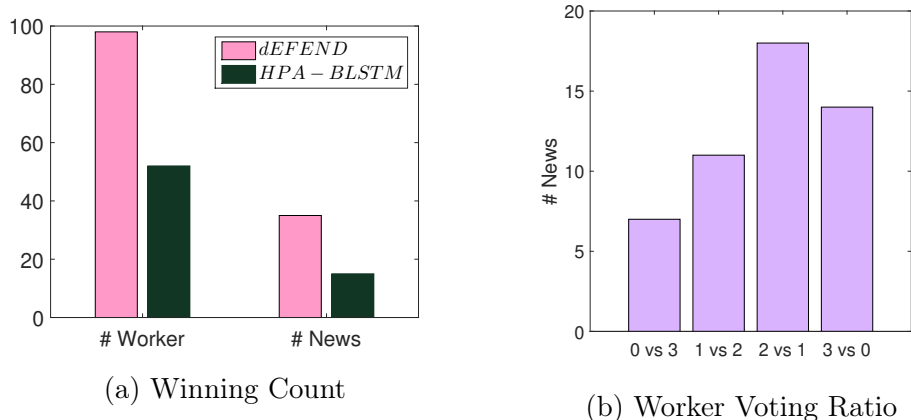 100
80
60
40
20
0
dEFEND
HPA − BLSTM
# Worker
# News
(a) Winning Count
20
15
10
5
0
# News
0 vs 3
1 vs 2
2 vs 1
3 vs 0
(b) Worker Voting Ratio